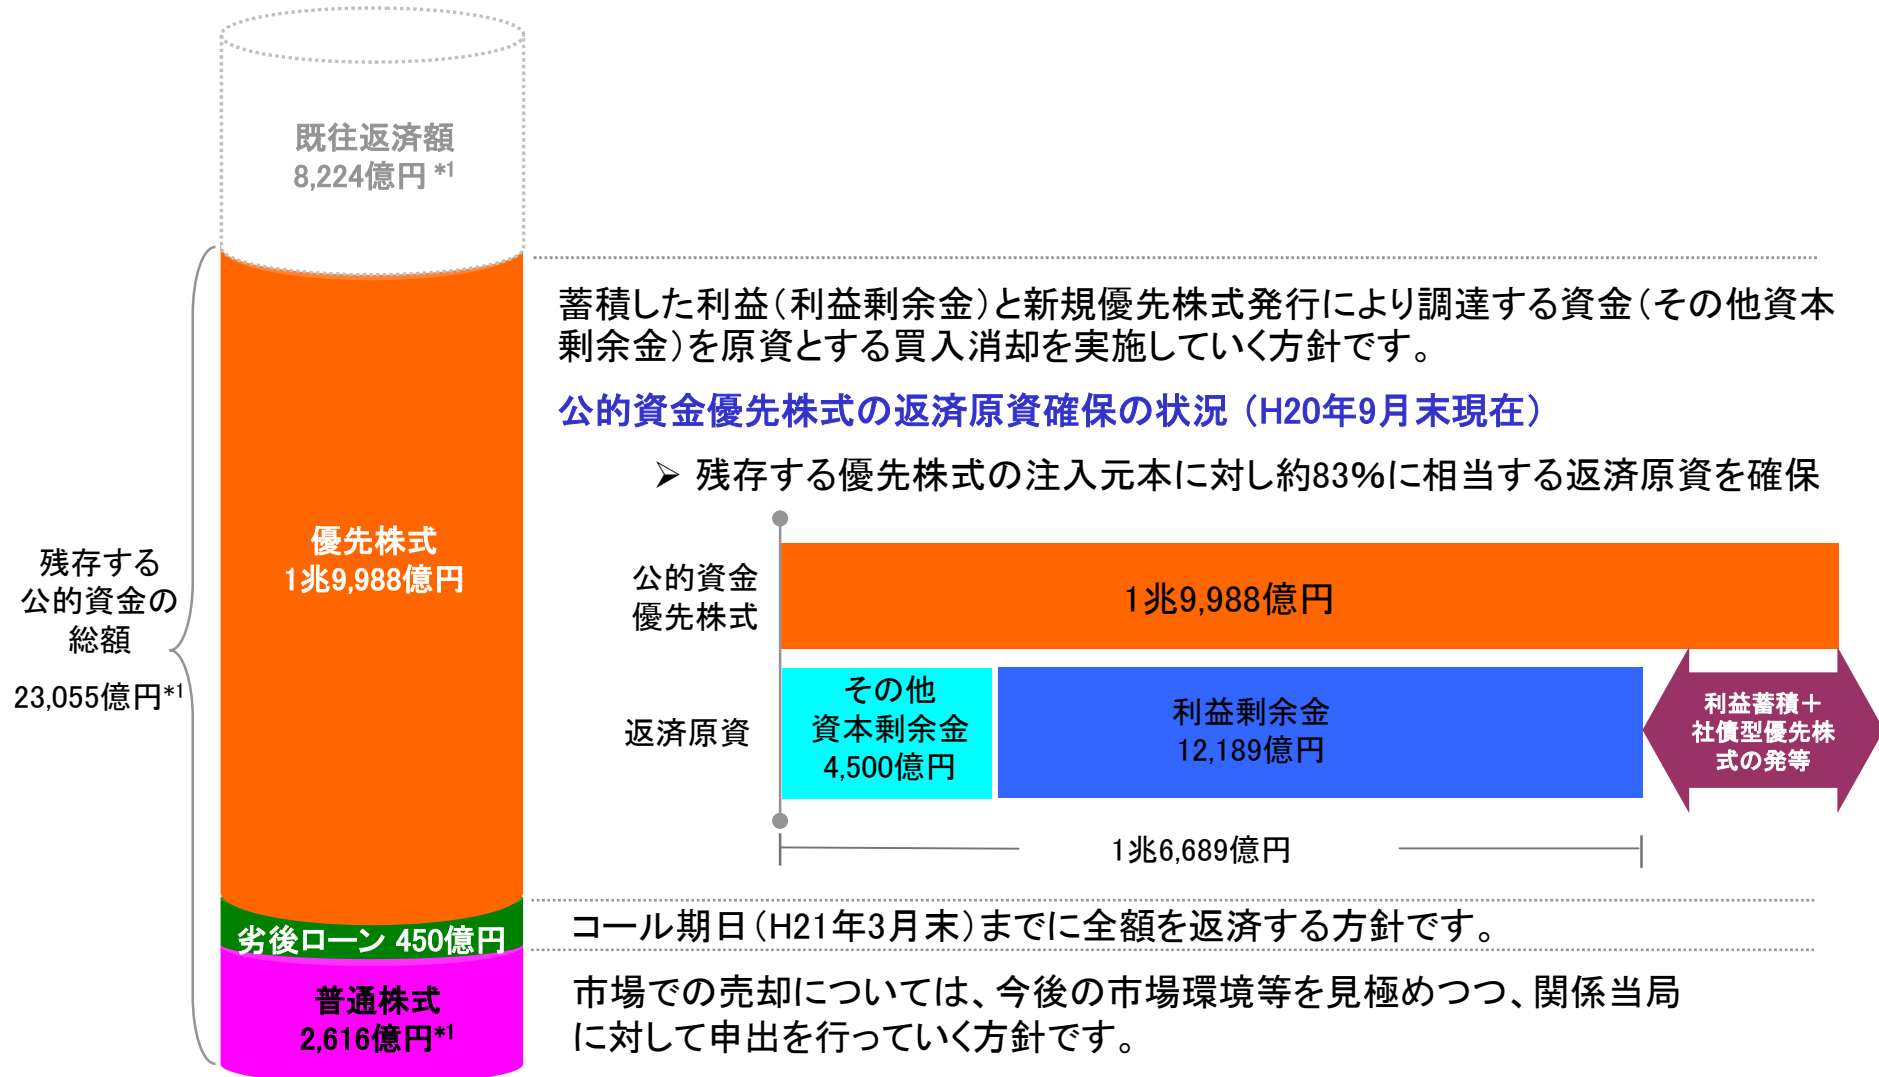 既往返済額
8,224億円 *1
蓄積した利益（利益剰余金）と新規優先株式発行により調達する資金（その他資本
剰余金）を原資とする買入消却を実施していく方針です。
公的資金優先株式の返済原資確保の状況 （H20年9月末現在）
➢ 残存する優先株式の注入元本に対し約83%に相当する返済原資を確保
残存する
公的資金の
総額
23,055億円*1
優先株式
1兆9,988億円
公的資金
優先株式
1兆9,988億円
返済原資
その他
資本剰余金
4,500億円
利益剰余金
12,189億円
利益蓄積＋
社債型優先株
式の発等
1兆6,689億円
劣後ローン 450億円
コール期日（H21年3月末）までに全額を返済する方針です。
普通株式
2,616億円*1
市場での売却については、今後の市場環境等を見極めつつ、関係当局
に対して申出を行っていく方針です。